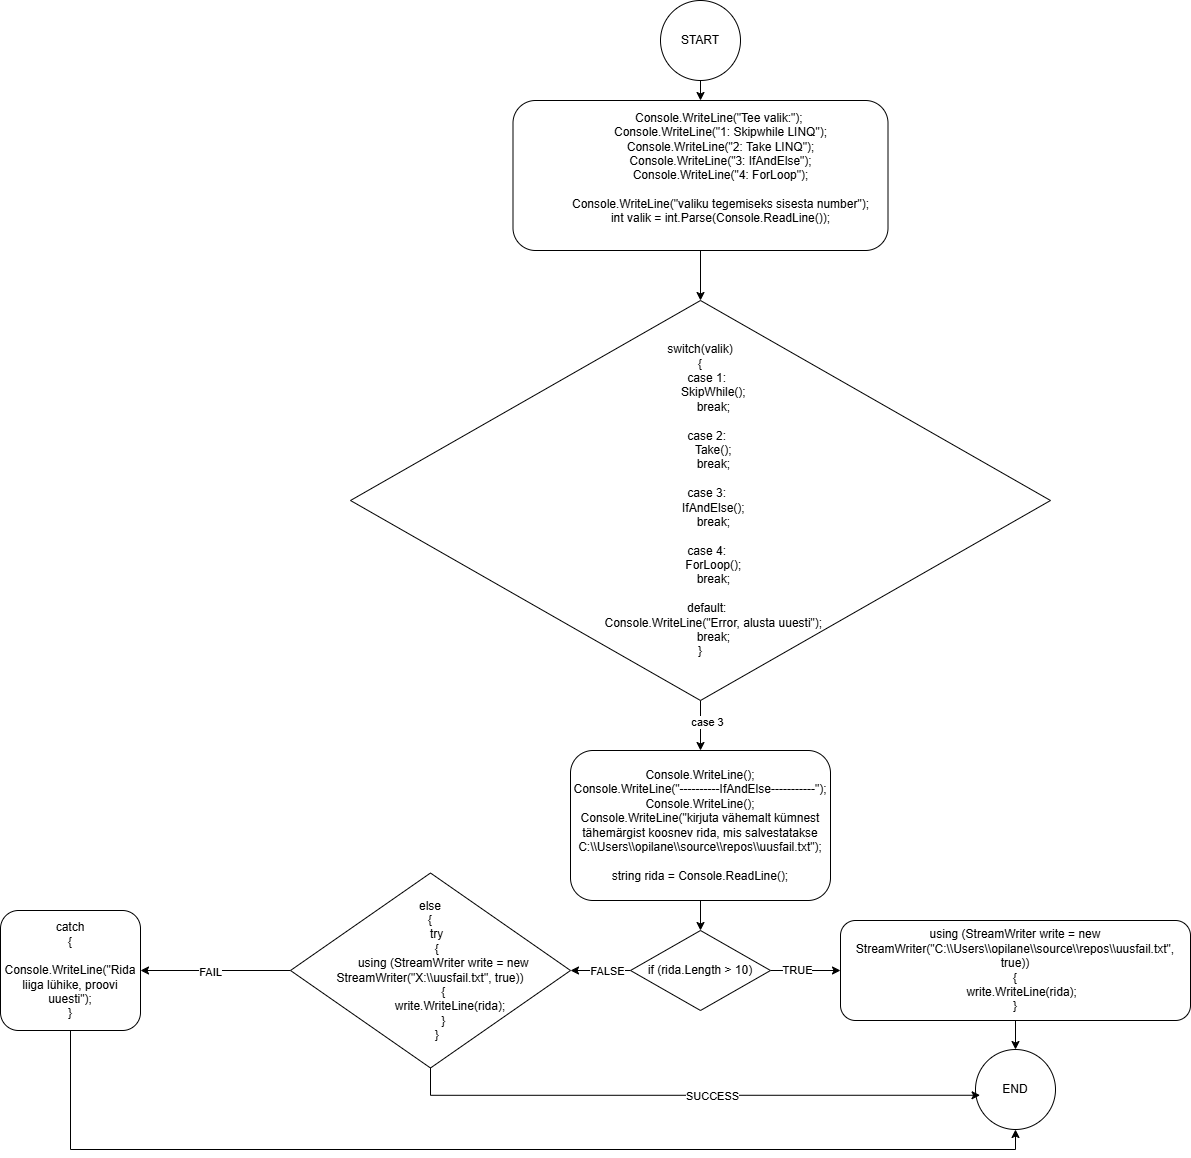 START
Console.WriteLine("Tee valik:");
Console.WriteLine("1: Skipwhile LINQ");
Console.WriteLine("2: Take LINQ");
Console.WriteLine("3: IfAndElse");
Console.WriteLine("4: ForLoop");
Console.WriteLine("valiku tegemiseks sisesta number");
int valik = int.Parse(Console.ReadLine());
switch(valik)
{
case 1:
SkipWhile();
break;
case 2:
Take();
break;
case 3:
IfAndElse();
break;
case 4:
ForLoop();
break;
default:
Console.WriteLine("Error, alusta uuesti");
break;
}
case 3
Console.WriteLine();
Console.WriteLine("----------IfAndElse-----------");
Console.WriteLine();
Console.WriteLine("kirjuta vähemalt kümnest
tähemärgist koosnev rida, mis salvestatakse
C:\\Users\\opilane\\source\\repos\\uusfail.txt");
string rida = Console.ReadLine();
if (rida.Length > 10)
TRUE
using (StreamWriter write = new
StreamWriter("C:\\Users\\opilane\\source\\repos\\uusfail.txt",
true))
{
write.WriteLine(rida);
}
FALSE
else
{
try
{
using (StreamWriter write = new
StreamWriter("X:\\uusfail.txt", true))
{
write.WriteLine(rida);
}
}
FAIL
catch
{
Console.WriteLine("Rida
liiga lühike, proovi
uuesti");
}
SUCCESS
END